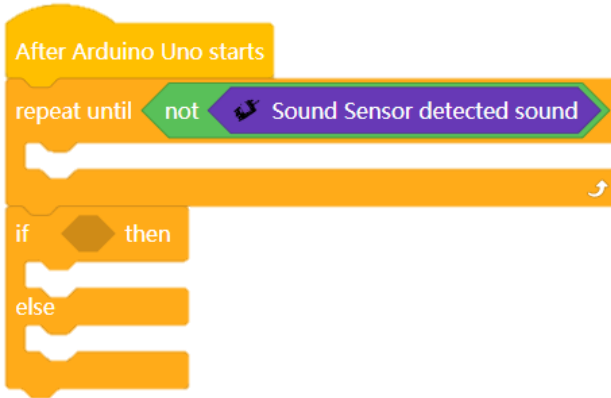 After Arduino Uno starts
repeat until not Sound Sensor detected sound
if then
else